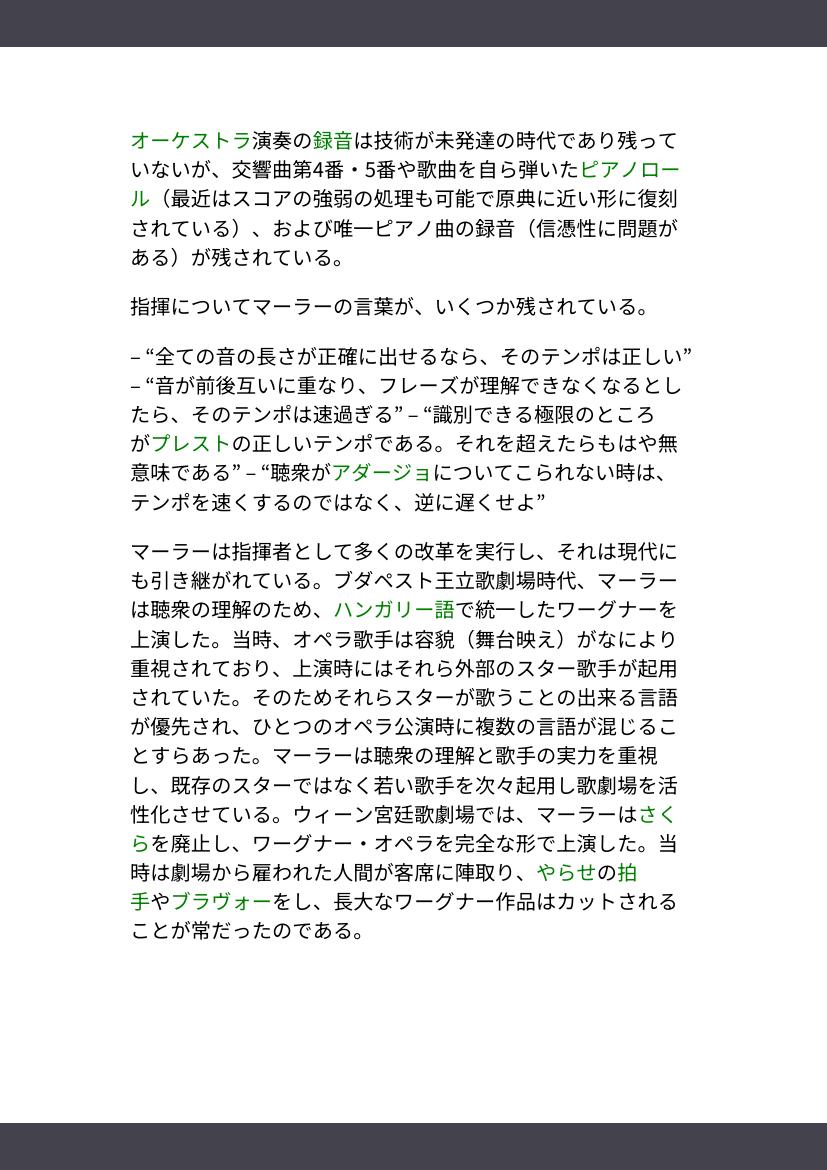 オーケストラ演奏の録音は技術が未発達の時代であり残って
いないが、交響曲第4番・5番や歌曲を自ら弾いたピアノロー
ル（最近はスコアの強弱の処理も可能で原典に近い形に復刻
されている）、および唯一ピアノ曲の録音（信憑性に問題が
ある）が残されている。
指揮についてマーラーの言葉が、いくつか残されている。
– “全ての音の長さが正確に出せるなら、そのテンポは正しい”
– “音が前後互いに重なり、フレーズが理解できなくなるとし
たら、そのテンポは速過ぎる” – “識別できる極限のところ
がプレストの正しいテンポである。それを超えたらもはや無
意味である” – “聴衆がアダージョについてこられない時は、
テンポを速くするのではなく、逆に遅くせよ”
マーラーは指揮者として多くの改革を実行し、それは現代に
も引き継がれている。ブダペスト王立歌劇場時代、マーラー
は聴衆の理解のため、ハンガリー語で統一したワーグナーを
上演した。当時、オペラ歌手は容貌（舞台映え）がなにより
重視されており、上演時にはそれら外部のスター歌手が起用
されていた。そのためそれらスターが歌うことの出来る言語
が優先され、ひとつのオペラ公演時に複数の言語が混じるこ
とすらあった。マーラーは聴衆の理解と歌手の実力を重視
し、既存のスターではなく若い歌手を次々起用し歌劇場を活
性化させている。ウィーン宮廷歌劇場では、マーラーはさく
らを廃止し、ワーグナー・オペラを完全な形で上演した。当
時は劇場から雇われた人間が客席に陣取り、やらせの拍
手やブラヴォーをし、長大なワーグナー作品はカットされる
ことが常だったのである。